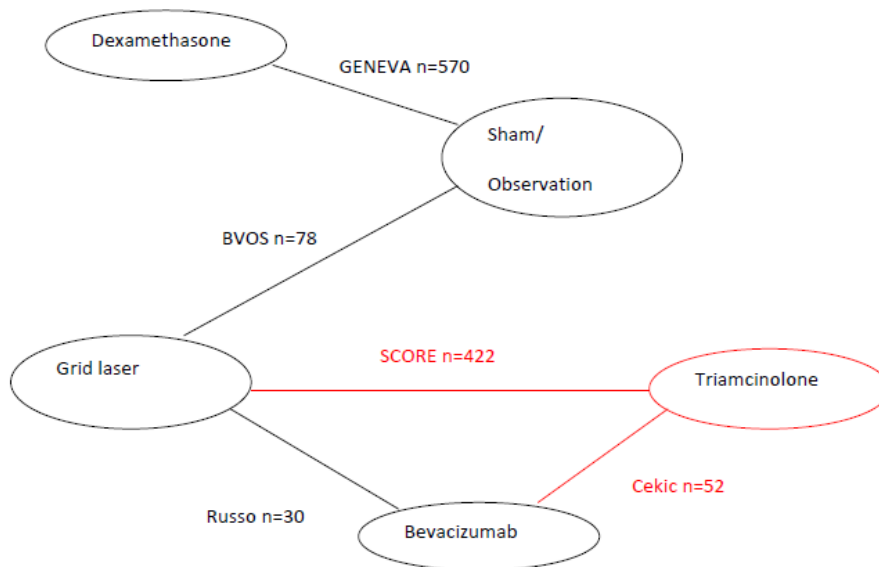 Dexamethasone
GENEVA n=570
Sham/
Observation
BVOS n=78
SCORE n=422
Grid laser
Triamcinolone
Cekic n=52
Russo n=30
Bevacizumab